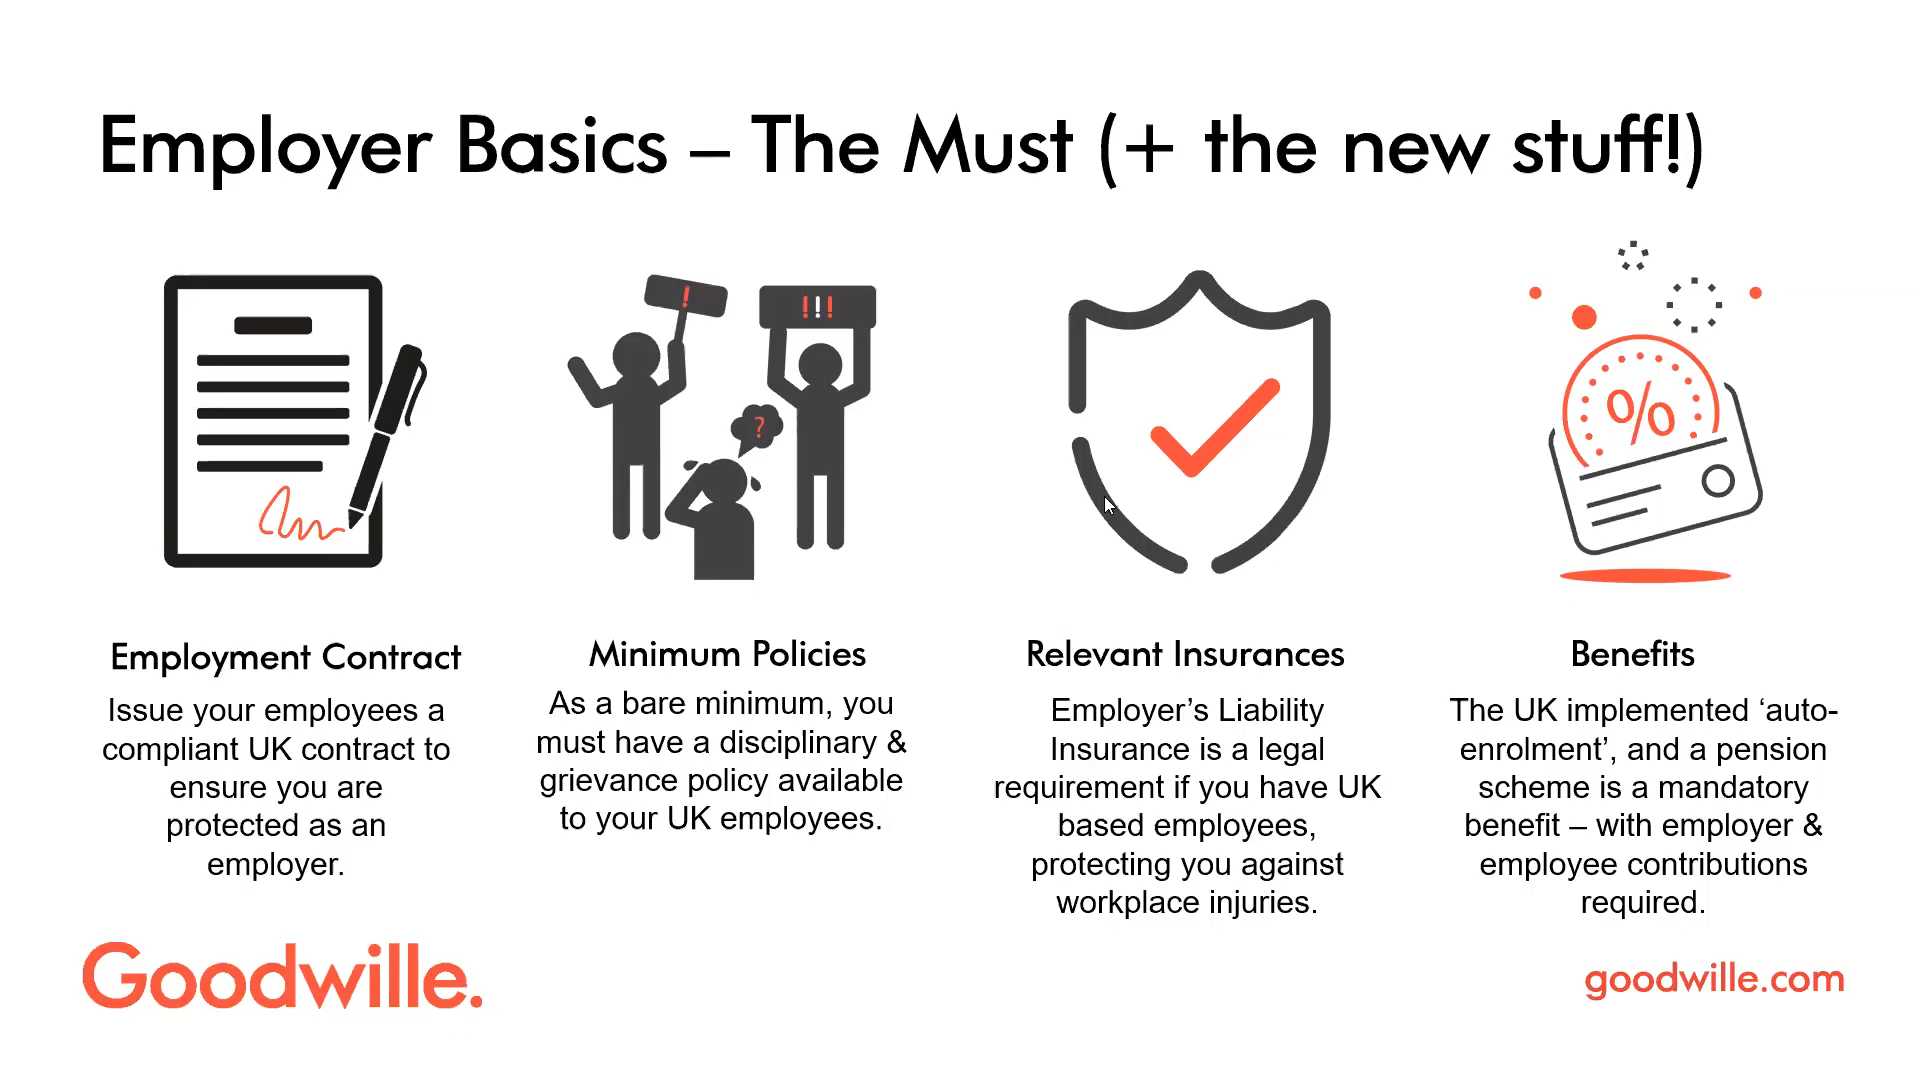 Employer Basics – The Must (+ the new stuff!)
!
!!!
?
%
Employment Contract
Issue your employees a
compliant UK contract to
ensure you are
protected as an
employer.
Minimum Policies
As a bare minimum, you
must have a disciplinary &
grievance policy available
to your UK employees.
Relevant Insurances
Employer’s Liability
Insurance is a legal
requirement if you have UK
based employees,
protecting you against
workplace injuries.
Benefits
The UK implemented ‘auto-
enrolment’, and a pension
scheme is a mandatory
benefit – with employer &
employee contributions
required.
Goodwille.
goodwille.com